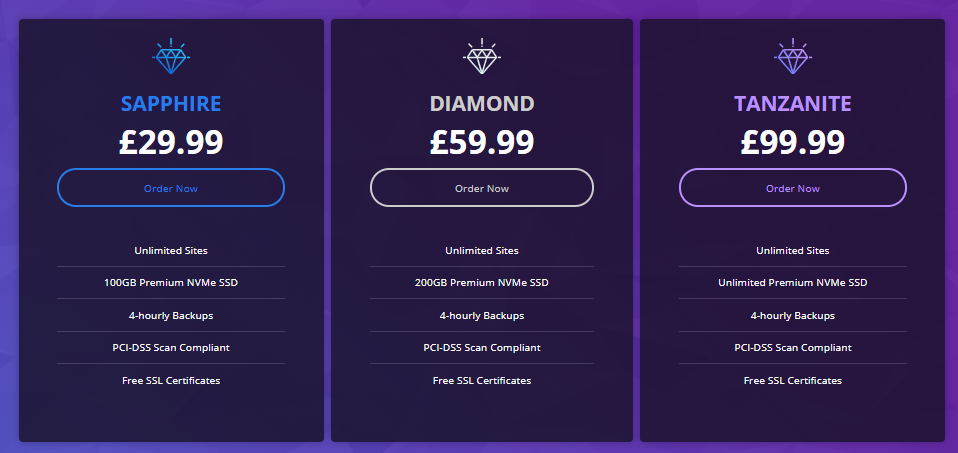 SAPPHIRE
£29.99
Order Now
Unlimited Sites
100GB Premium NVMe SSD
4-hourly Backups
PCI-DSS Scan Compliant
Free SSL Certificates
DIAMOND
£59.99
Order Now
Unlimited Sites
200GB Premium NVMe SSD
4-hourly Backups
PCI-DSS Scan Compliant
Free SSL Certificates
TANZANITE
£99.99
Order Now
Unlimited Sites
Unlimited Premium NVMe SSD
4-hourly Backups
PCI-DSS Scan Compliant
Free SSL Certificates